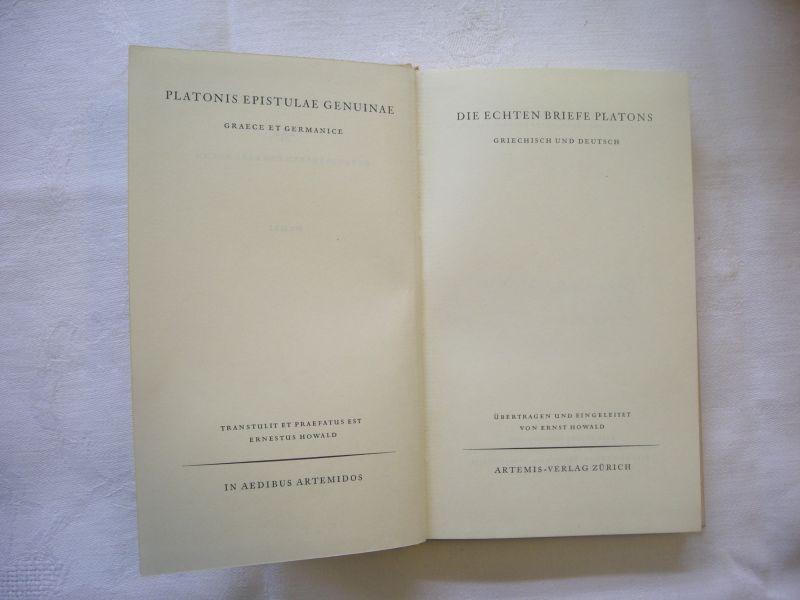 PLATONIS EPISTULAE GENUINAE
GRAECE ET GERMANICE
TRANSTULIT ET PRAEFATUS EST
ERNESTUS HOWALD
IN AEDIBUS ARTEMIDOS
DIE ECHTEN BRIEFE PLATONS
GRIECHISCH UND DEUTSCH
ÜBERTRAGEN UND EINGELEITET
VON ERNST HOWALD
ARTEMIS-VERLAG ZÜRICH